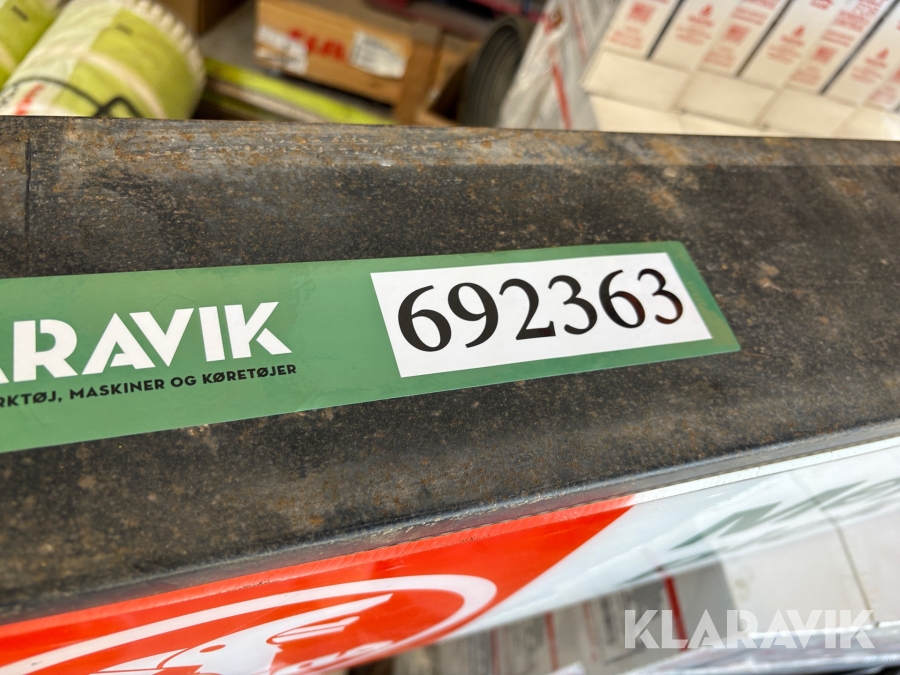 ARAVIK
RKTØJ, MASKINER OG KØRETØJER
692363
KLARAVIK